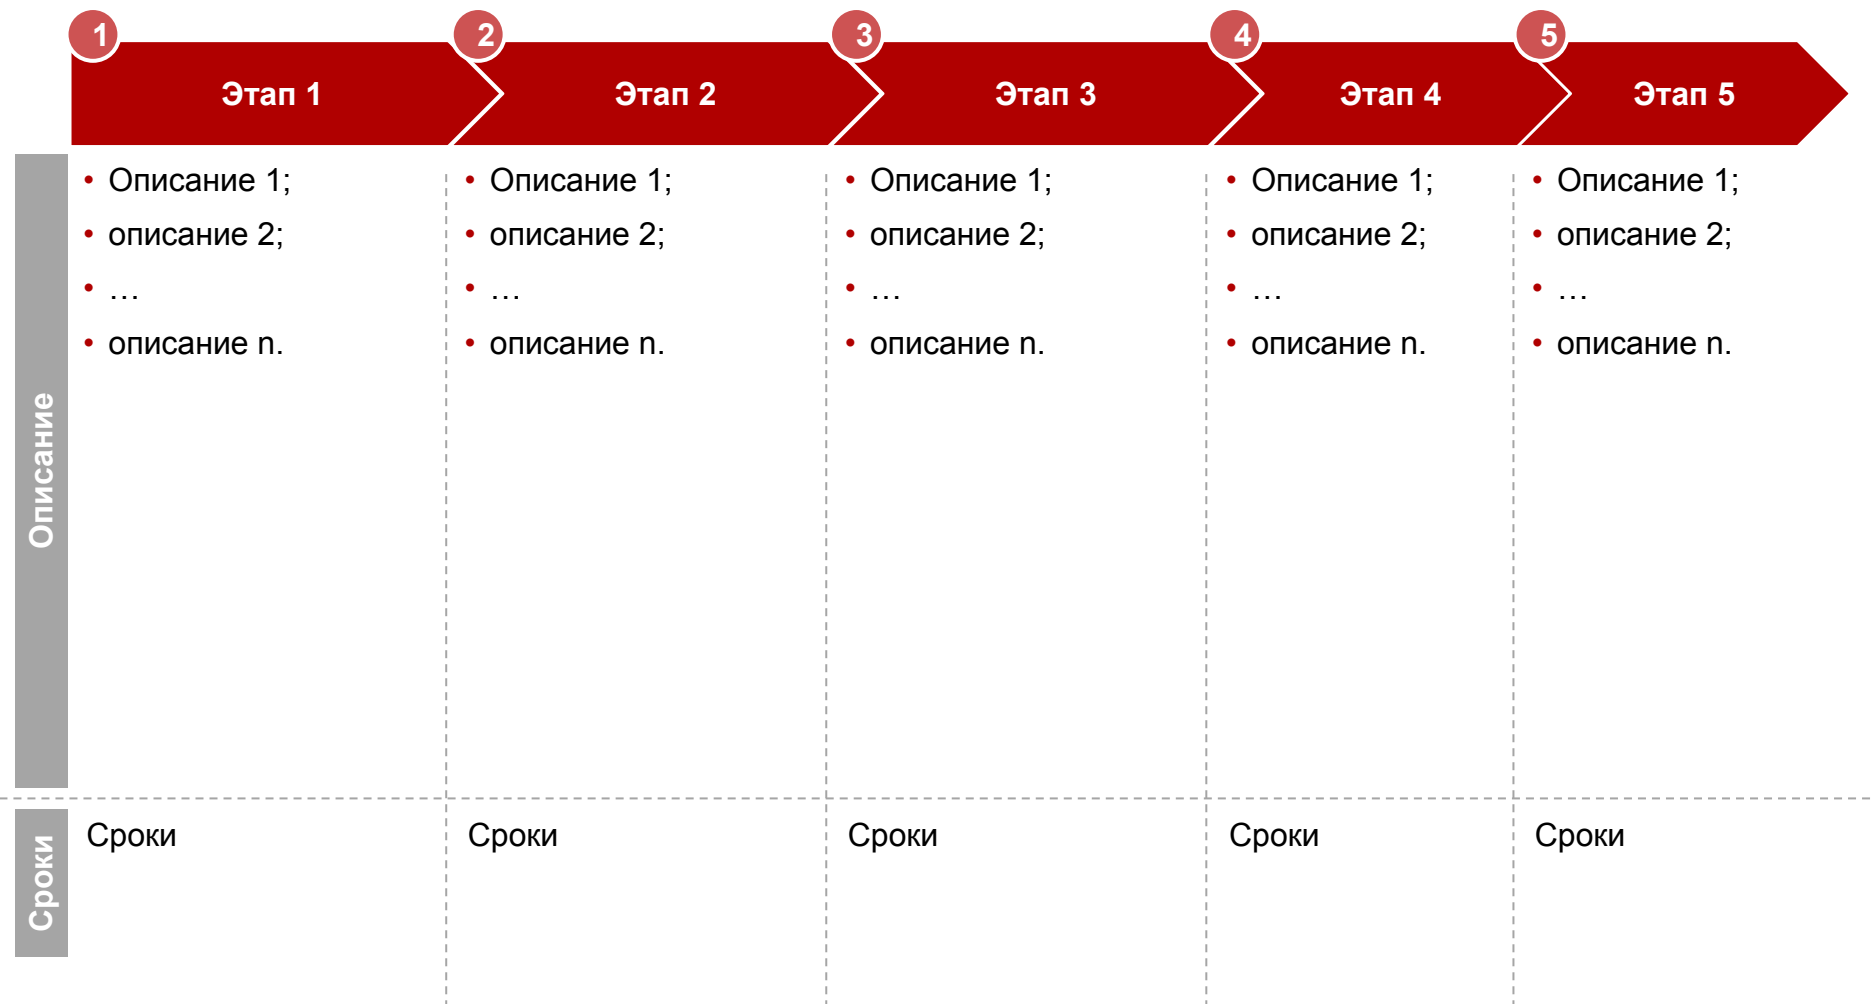 1
2
3
4
5
Этап 1
Этап 2
Этап 3
Этап 4
Этап 5
Описание
• Описание 1;
• описание 2;
• …
• описание n.
• Описание 1;
• описание 2;
• …
• описание n.
• Описание 1;
• описание 2;
• …
• описание n.
• Описание 1;
• описание 2;
• …
• описание n.
• Описание 1;
• описание 2;
• …
• описание n.
Сроки
Сроки
Сроки
Сроки
Сроки
Сроки